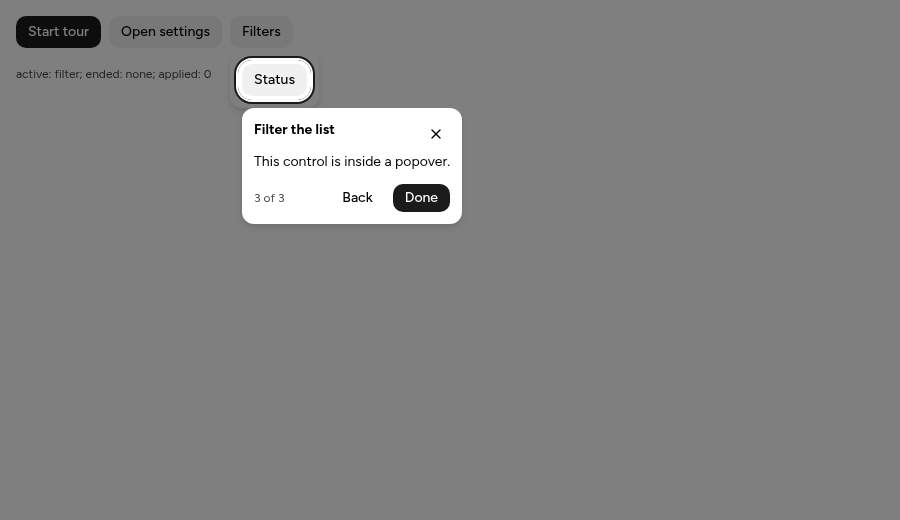 Start tour
Open settings
Filters
active: filter; ended: none; applied: 0
Status
Filter the list
This control is inside a popover.
3 of 3
Back
Done